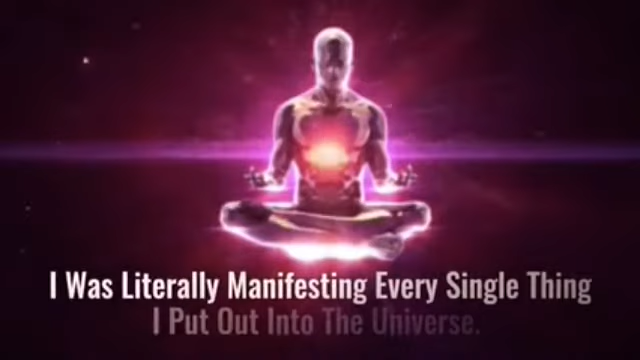 I Was Literally Manifesting Every Single Thing
I Put Out Into The Universe.